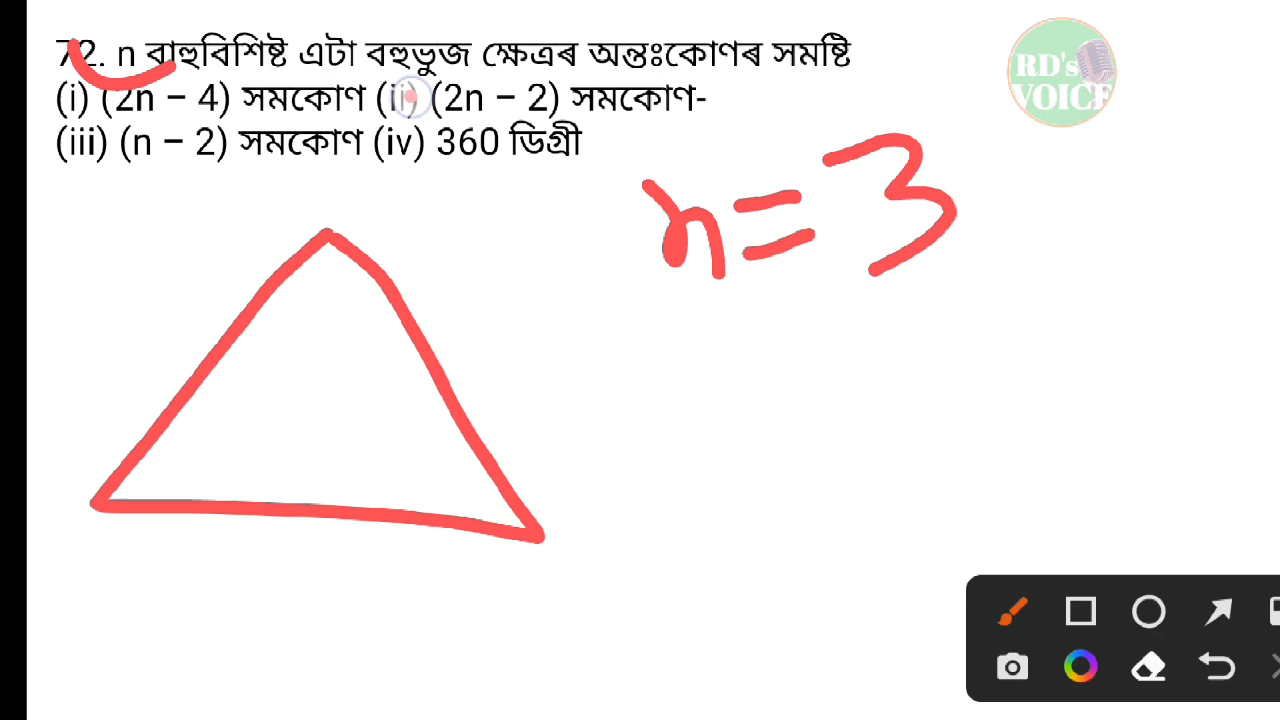 72. n বাহুবিশিষ্ট এটা বহুভুজ ক্ষেত্ৰৰ অন্তঃকোণৰ সমষ্টি
(i) (2n – 4) সমকোণ (ii) (2n – 2) সমকোণ-
(iii) (n – 2) সমকোণ (iv) 360 ডিগ্ৰী
RD's
VOICE
n = 3